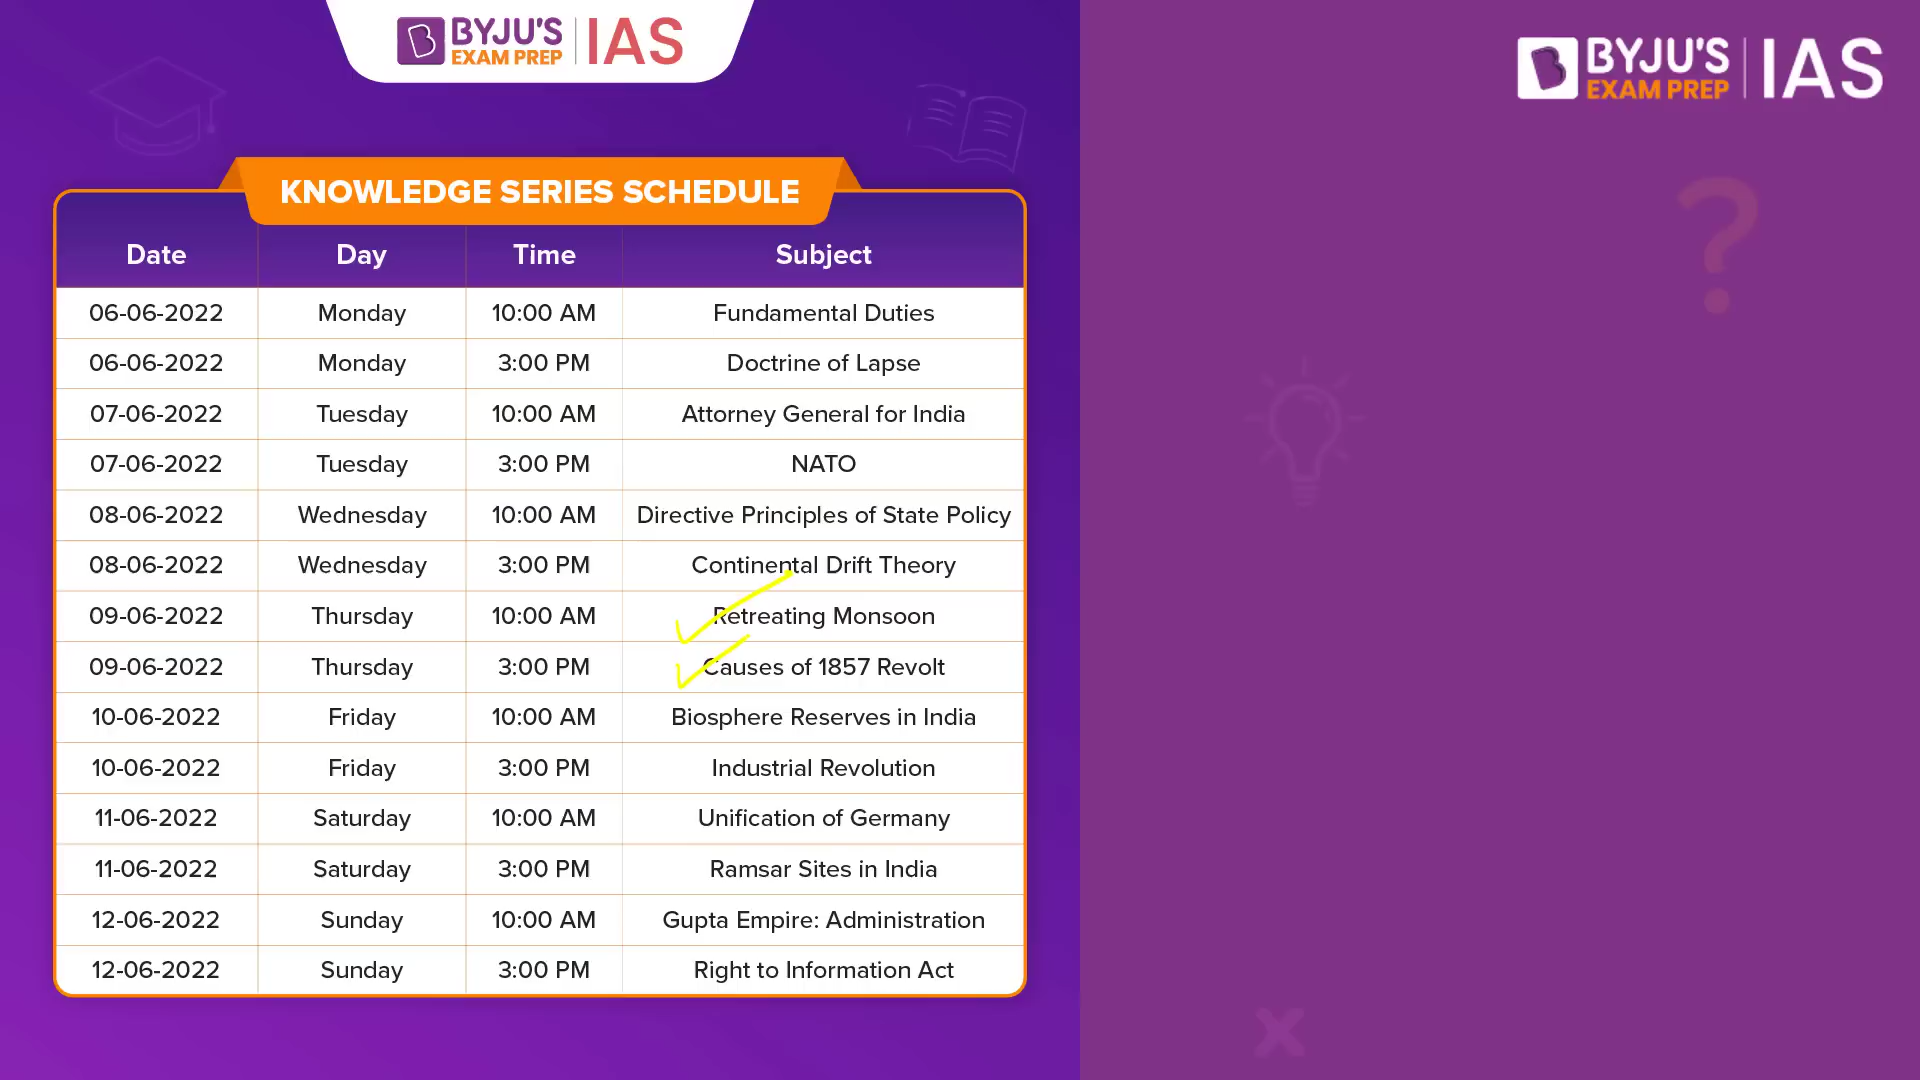 BYJU'S
EXAM PREP
IAS
BYJU'S
EXAM PREP
IAS
KNOWLEDGE SERIES SCHEDULE
Date Day Time Subject
06-06-2022 Monday 10:00 AM Fundamental Duties
06-06-2022 Monday 3:00 PM Doctrine of Lapse
07-06-2022 Tuesday 10:00 AM Attorney General for India
07-06-2022 Tuesday 3:00 PM NATO
08-06-2022 Wednesday 10:00 AM Directive Principles of State Policy
08-06-2022 Wednesday 3:00 PM Continental Drift Theory
09-06-2022 Thursday 10:00 AM Retreating Monsoon
09-06-2022 Thursday 3:00 PM Causes of 1857 Revolt
10-06-2022 Friday 10:00 AM Biosphere Reserves in India
10-06-2022 Friday 3:00 PM Industrial Revolution
11-06-2022 Saturday 10:00 AM Unification of Germany
11-06-2022 Saturday 3:00 PM Ramsar Sites in India
12-06-2022 Sunday 10:00 AM Gupta Empire: Administration
12-06-2022 Sunday 3:00 PM Right to Information Act